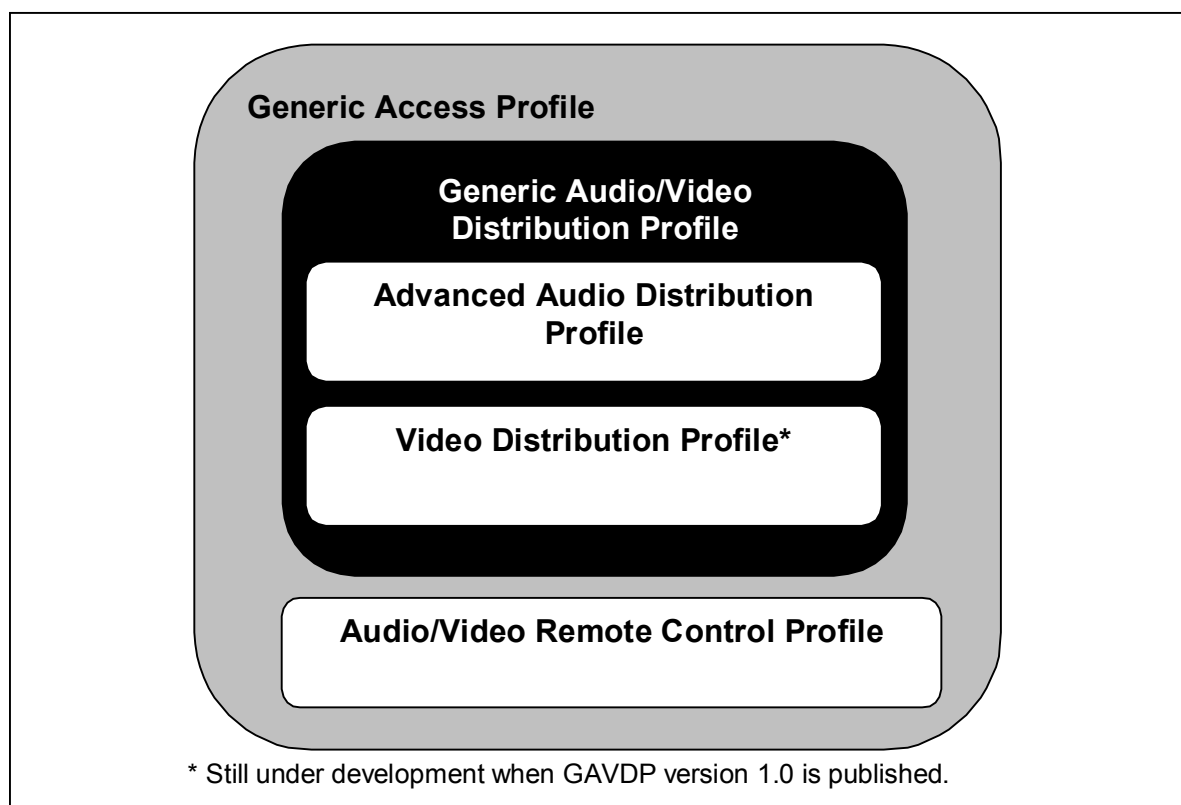 Generic Access Profile
Generic Audio/Video
Distribution Profile
Advanced Audio Distribution
Profile
Video Distribution Profile*
Audio/Video Remote Control Profile
* Still under development when GAVDP version 1.0 is published.